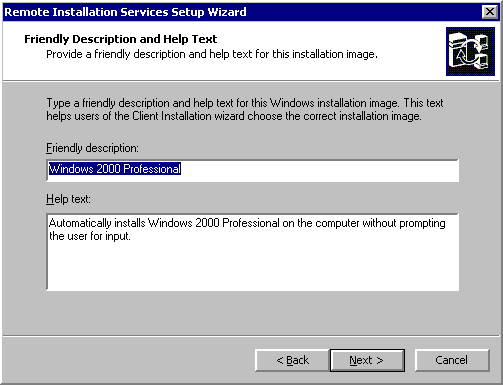 Remote Installation Services Setup Wizard
Friendly Description and Help Text
Provide a friendly description and help text for this installation image.
Type a friendly description and help text for this Windows installation image. This text
helps users of the Client Installation wizard choose the correct installation image.
Friendly description:
Windows 2000 Professional
Help text:
Automatically installs Windows 2000 Professional on the computer without prompting
the user for input.
< Back Next > Cancel